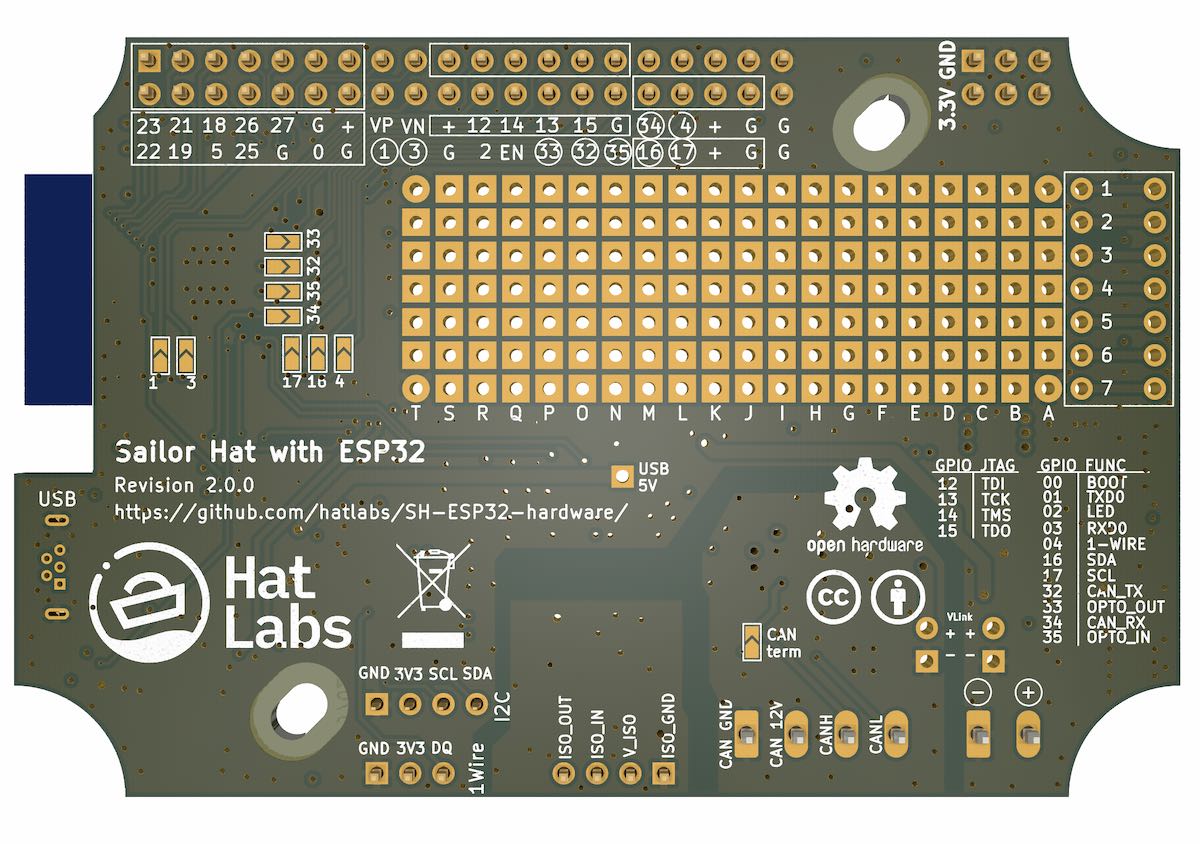 3.3V GND
23 21 18 26 27 G + VP VN + 12 14 13 15 G 34 4 + G G
22 19 5 25 G 0 G 1 3 G 2 EN 33 32 35 16 17 + G G
1
2
3
4
5
6
7
33
32
35
34
1 3
17 16 4
T S R Q P O N M L K J I H G F E D C B A
Sailor Hat with ESP32
Revision 2.0.0
https://github.com/hatlabs/SH-ESP32-hardware/
USB
5V
USB
Hat
Labs
open hardware
cc
GPIO JTAG
12 TDI
13 TCK
14 TMS
15 TDO
GPIO FUNC
00 BOOT
01 TXD0
02 LED
03 RXD0
04 1-WIRE
16 SDA
17 SCL
32 CAN_TX
33 OPTO_OUT
34 CAN_RX
35 OPTO_IN
VLink
+ +
- -
CAN
term
GND 3V3 SCL SDA
I2C
GND 3V3 DQ
1Wire
ISO_OUT
ISO_IN
V_ISO
ISO_GND
CAN GND
CAN 12V
CANH
CANL
- +